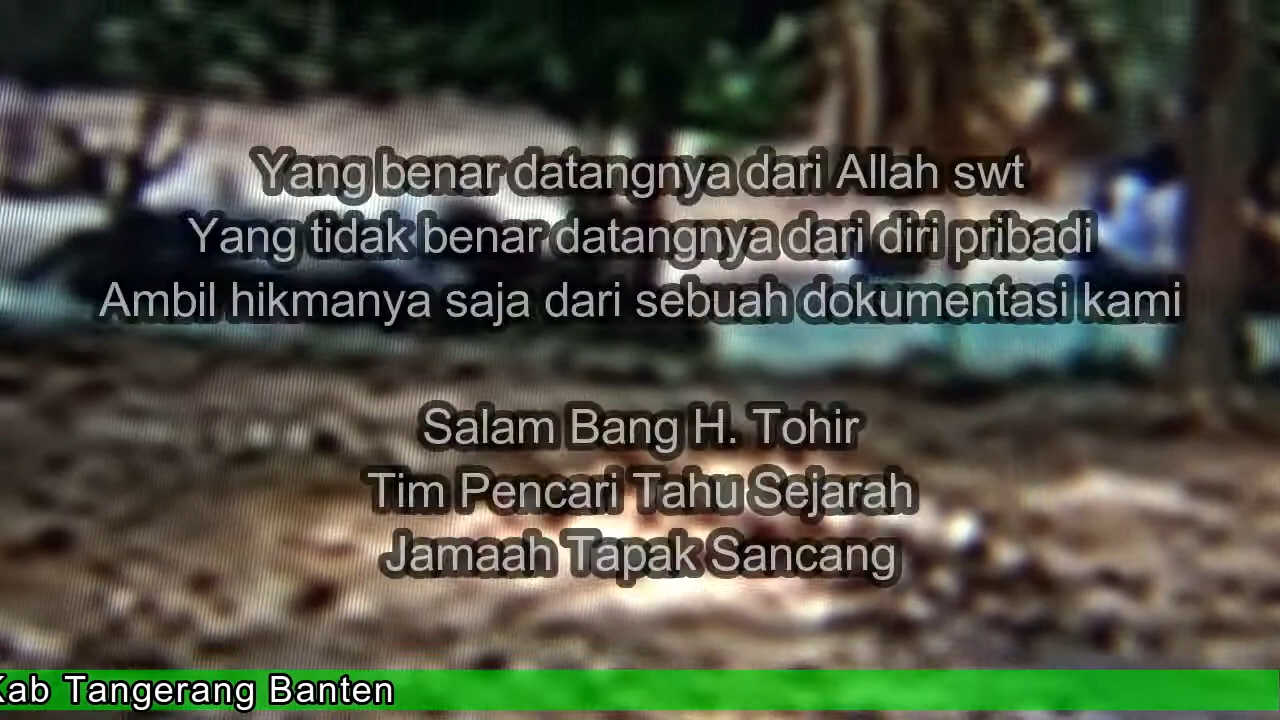 Yang benar datangnya dari Allah swt
Yang tidak benar datangnya dari diri pribadi
Ambil hikmanya saja dari sebuah dokumentasi kami
Salam Bang H. Tohir
Tim Pencari Tahu Sejarah
Jamaah Tapak Sancang
Kab Tangerang Banten